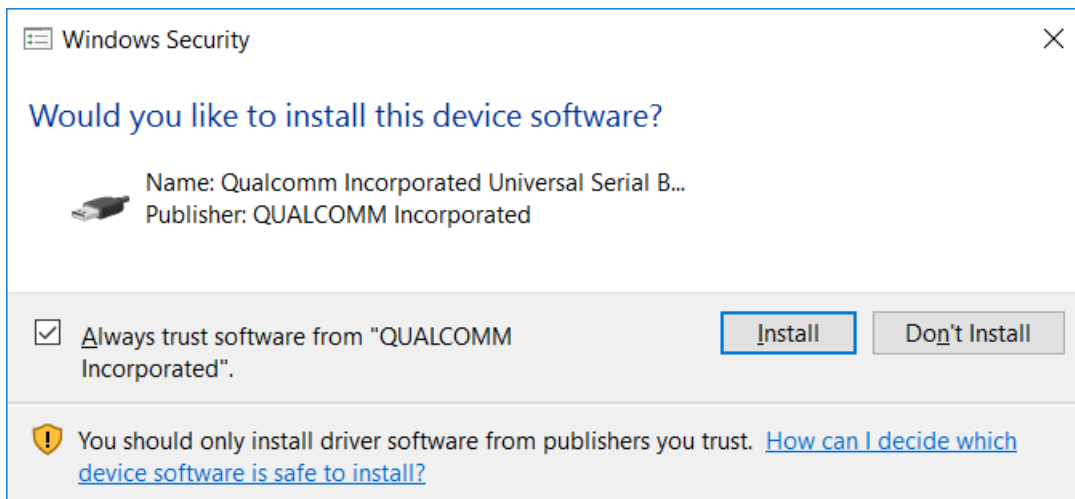 Windows Security
Would you like to install this device software?
Name: Qualcomm Incorporated Universal Serial B...
Publisher: QUALCOMM Incorporated
Always trust software from "QUALCOMM
Incorporated".
Install
Don't Install
You should only install driver software from publishers you trust. How can I decide which
device software is safe to install?